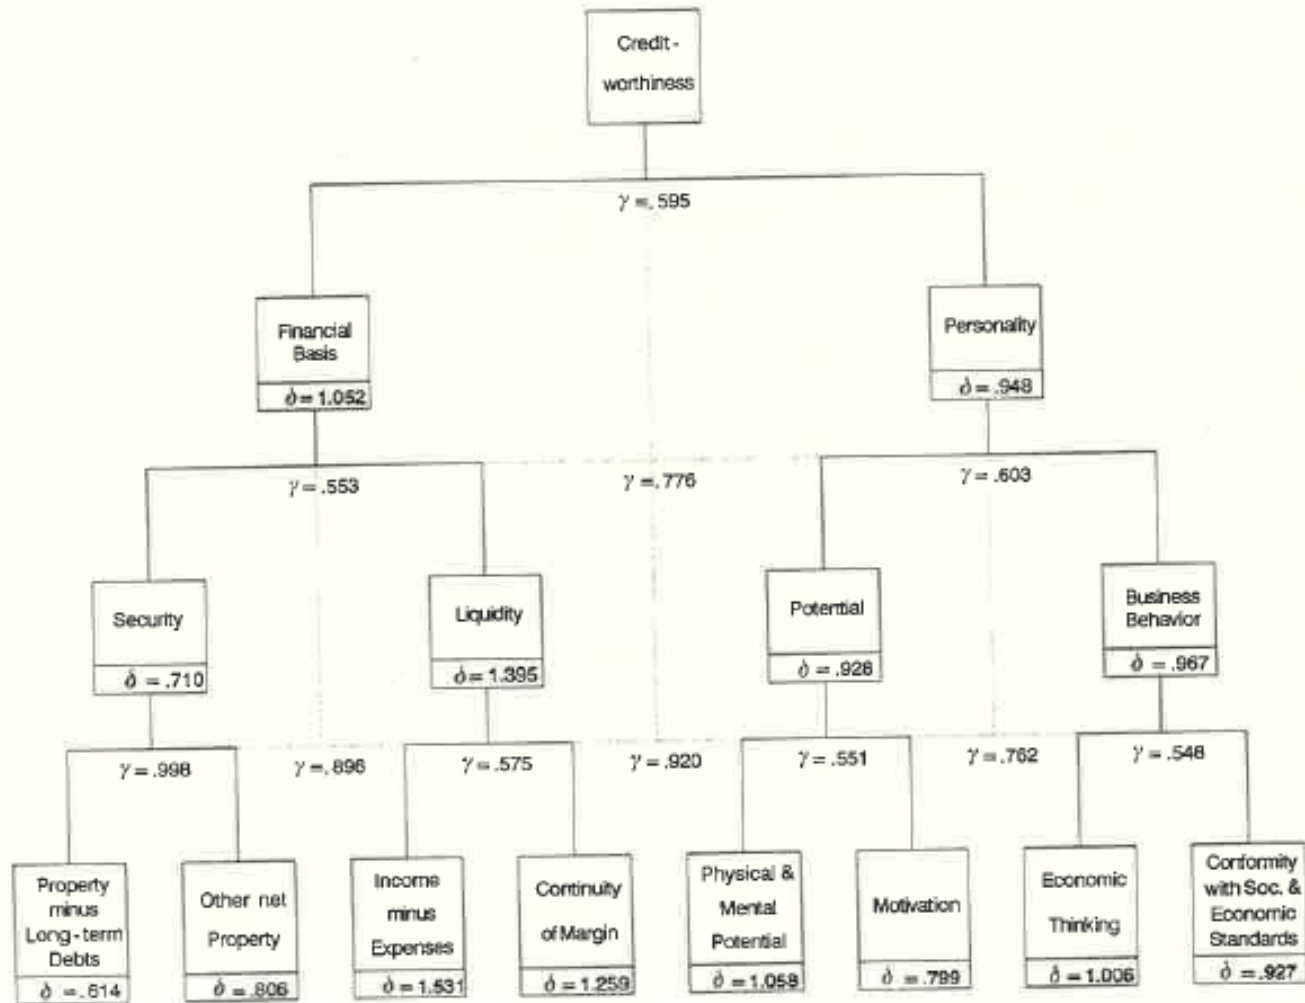 Credit -
worthiness
γ = .595
Financial
Basis
δ = 1.052
Personality
δ = .948
γ = .553
γ = .776
γ = .603
Security
δ = .710
Liquidity
δ = 1.395
Potential
δ = .928
Business
Behavior
δ = .967
γ = .998
γ = .896
γ = .575
γ = .920
γ = .551
γ = .762
γ = .548
Property
minus
Long - term
Debts
δ = .614
Other net
Property
δ = .806
Income
minus
Expenses
δ = 1.531
Continuity
of Margin
δ = 1.259
Physical &
Mental
Potential
δ = 1.058
Motivation
δ = .799
Economic
Thinking
δ = 1.006
Conformity
with Soc. &
Economic
Standards
δ = .927